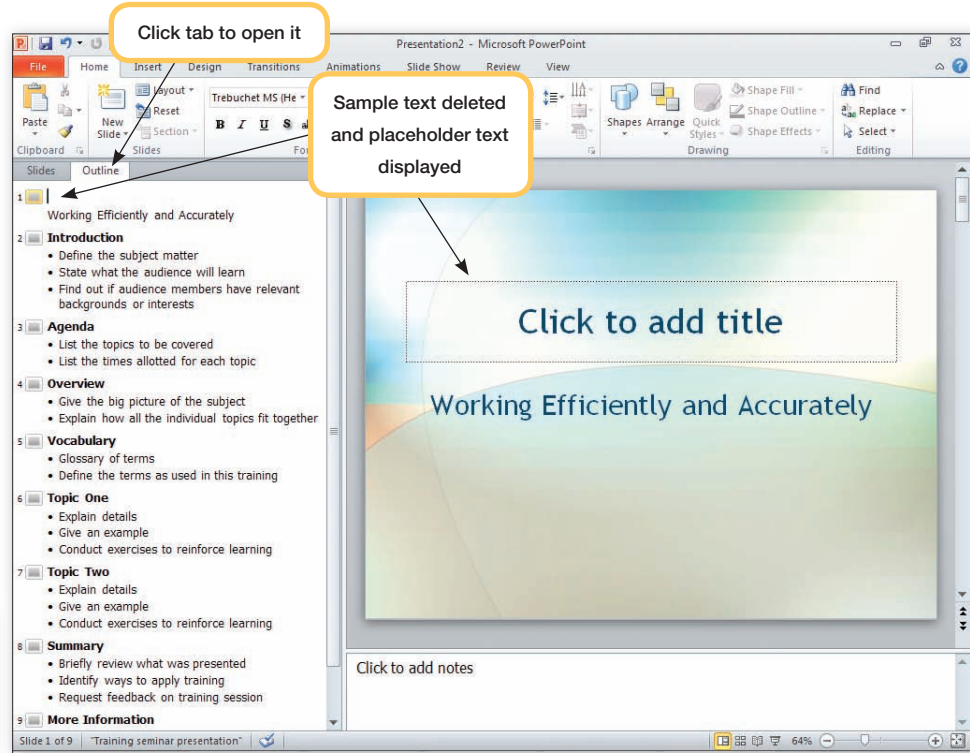 Click tab to open it
Presentation2 - Microsoft PowerPoint
File Home Insert Design Transitions Animations Slide Show Review View
Sample text deleted
and placeholder text
displayed
Paste
New
Slide
Layout
Reset
Section
Trebuchet MS (He
B I U S
Shapes Arrange Quick
Styles
Shape Fill
Shape Outline
Shape Effects
Find
Replace
Select
Clipboard Slides Fo Drawing Editing
Slides Outline
1
Working Efficiently and Accurately
2 Introduction
• Define the subject matter
• State what the audience will learn
• Find out if audience members have relevant
backgrounds or interests
3 Agenda
• List the topics to be covered
• List the times allotted for each topic
4 Overview
• Give the big picture of the subject
• Explain how all the individual topics fit together
5 Vocabulary
• Glossary of terms
• Define the terms as used in this training
6 Topic One
• Explain details
• Give an example
• Conduct exercises to reinforce learning
7 Topic Two
• Explain details
• Give an example
• Conduct exercises to reinforce learning
8 Summary
• Briefly review what was presented
• Identify ways to apply training
• Request feedback on training session
9 More Information
Click to add title
Working Efficiently and Accurately
Click to add notes
Slide 1 of 9 "Training seminar presentation" 64%